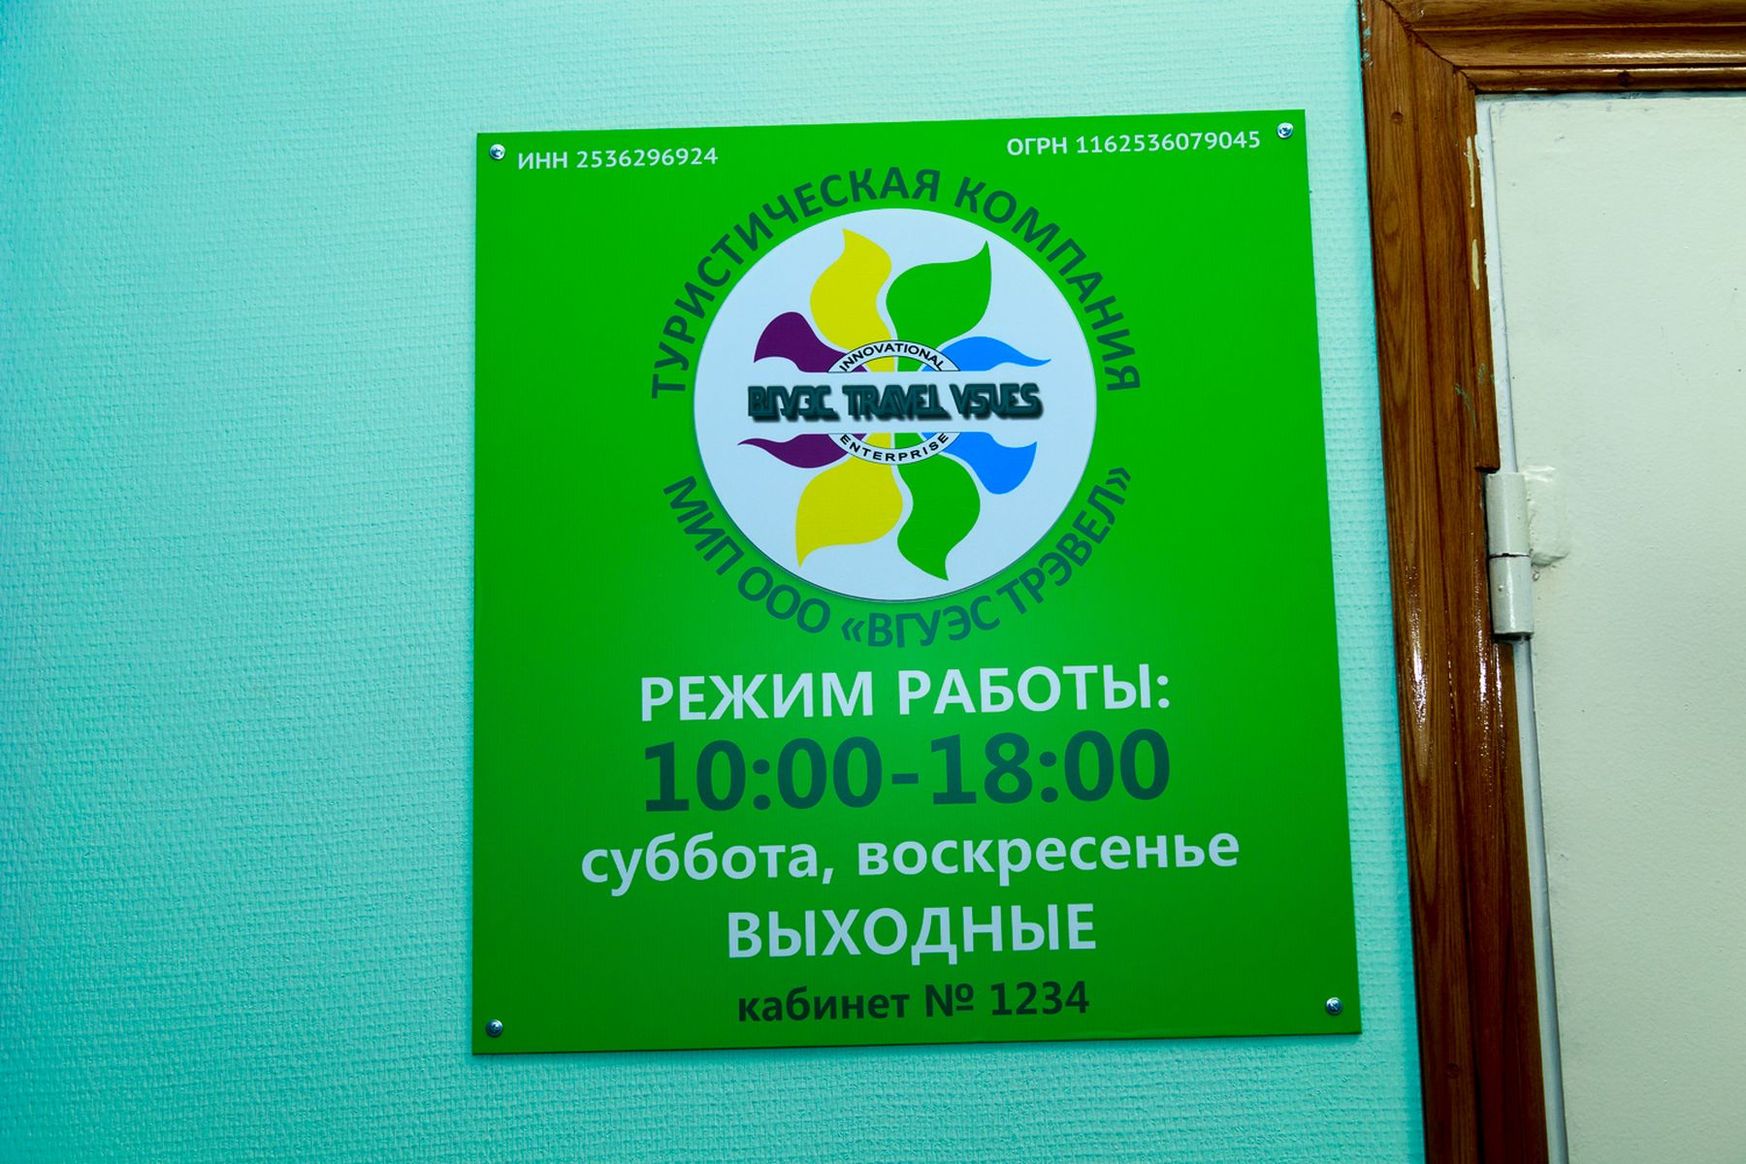 ИНН 2536296924
ОГРН 1162536079045
ТУРИСТИЧЕСКАЯ КОМПАНИЯ
INNOVATIONAL
ВГУЭС TRAVEL VSUES
ENTERPRISE
МИП ООО «ВГУЭС ТРЭВЕЛ»
РЕЖИМ РАБОТЫ:
10:00-18:00
суббота, воскресенье
ВЫХОДНЫЕ
кабинет № 1234